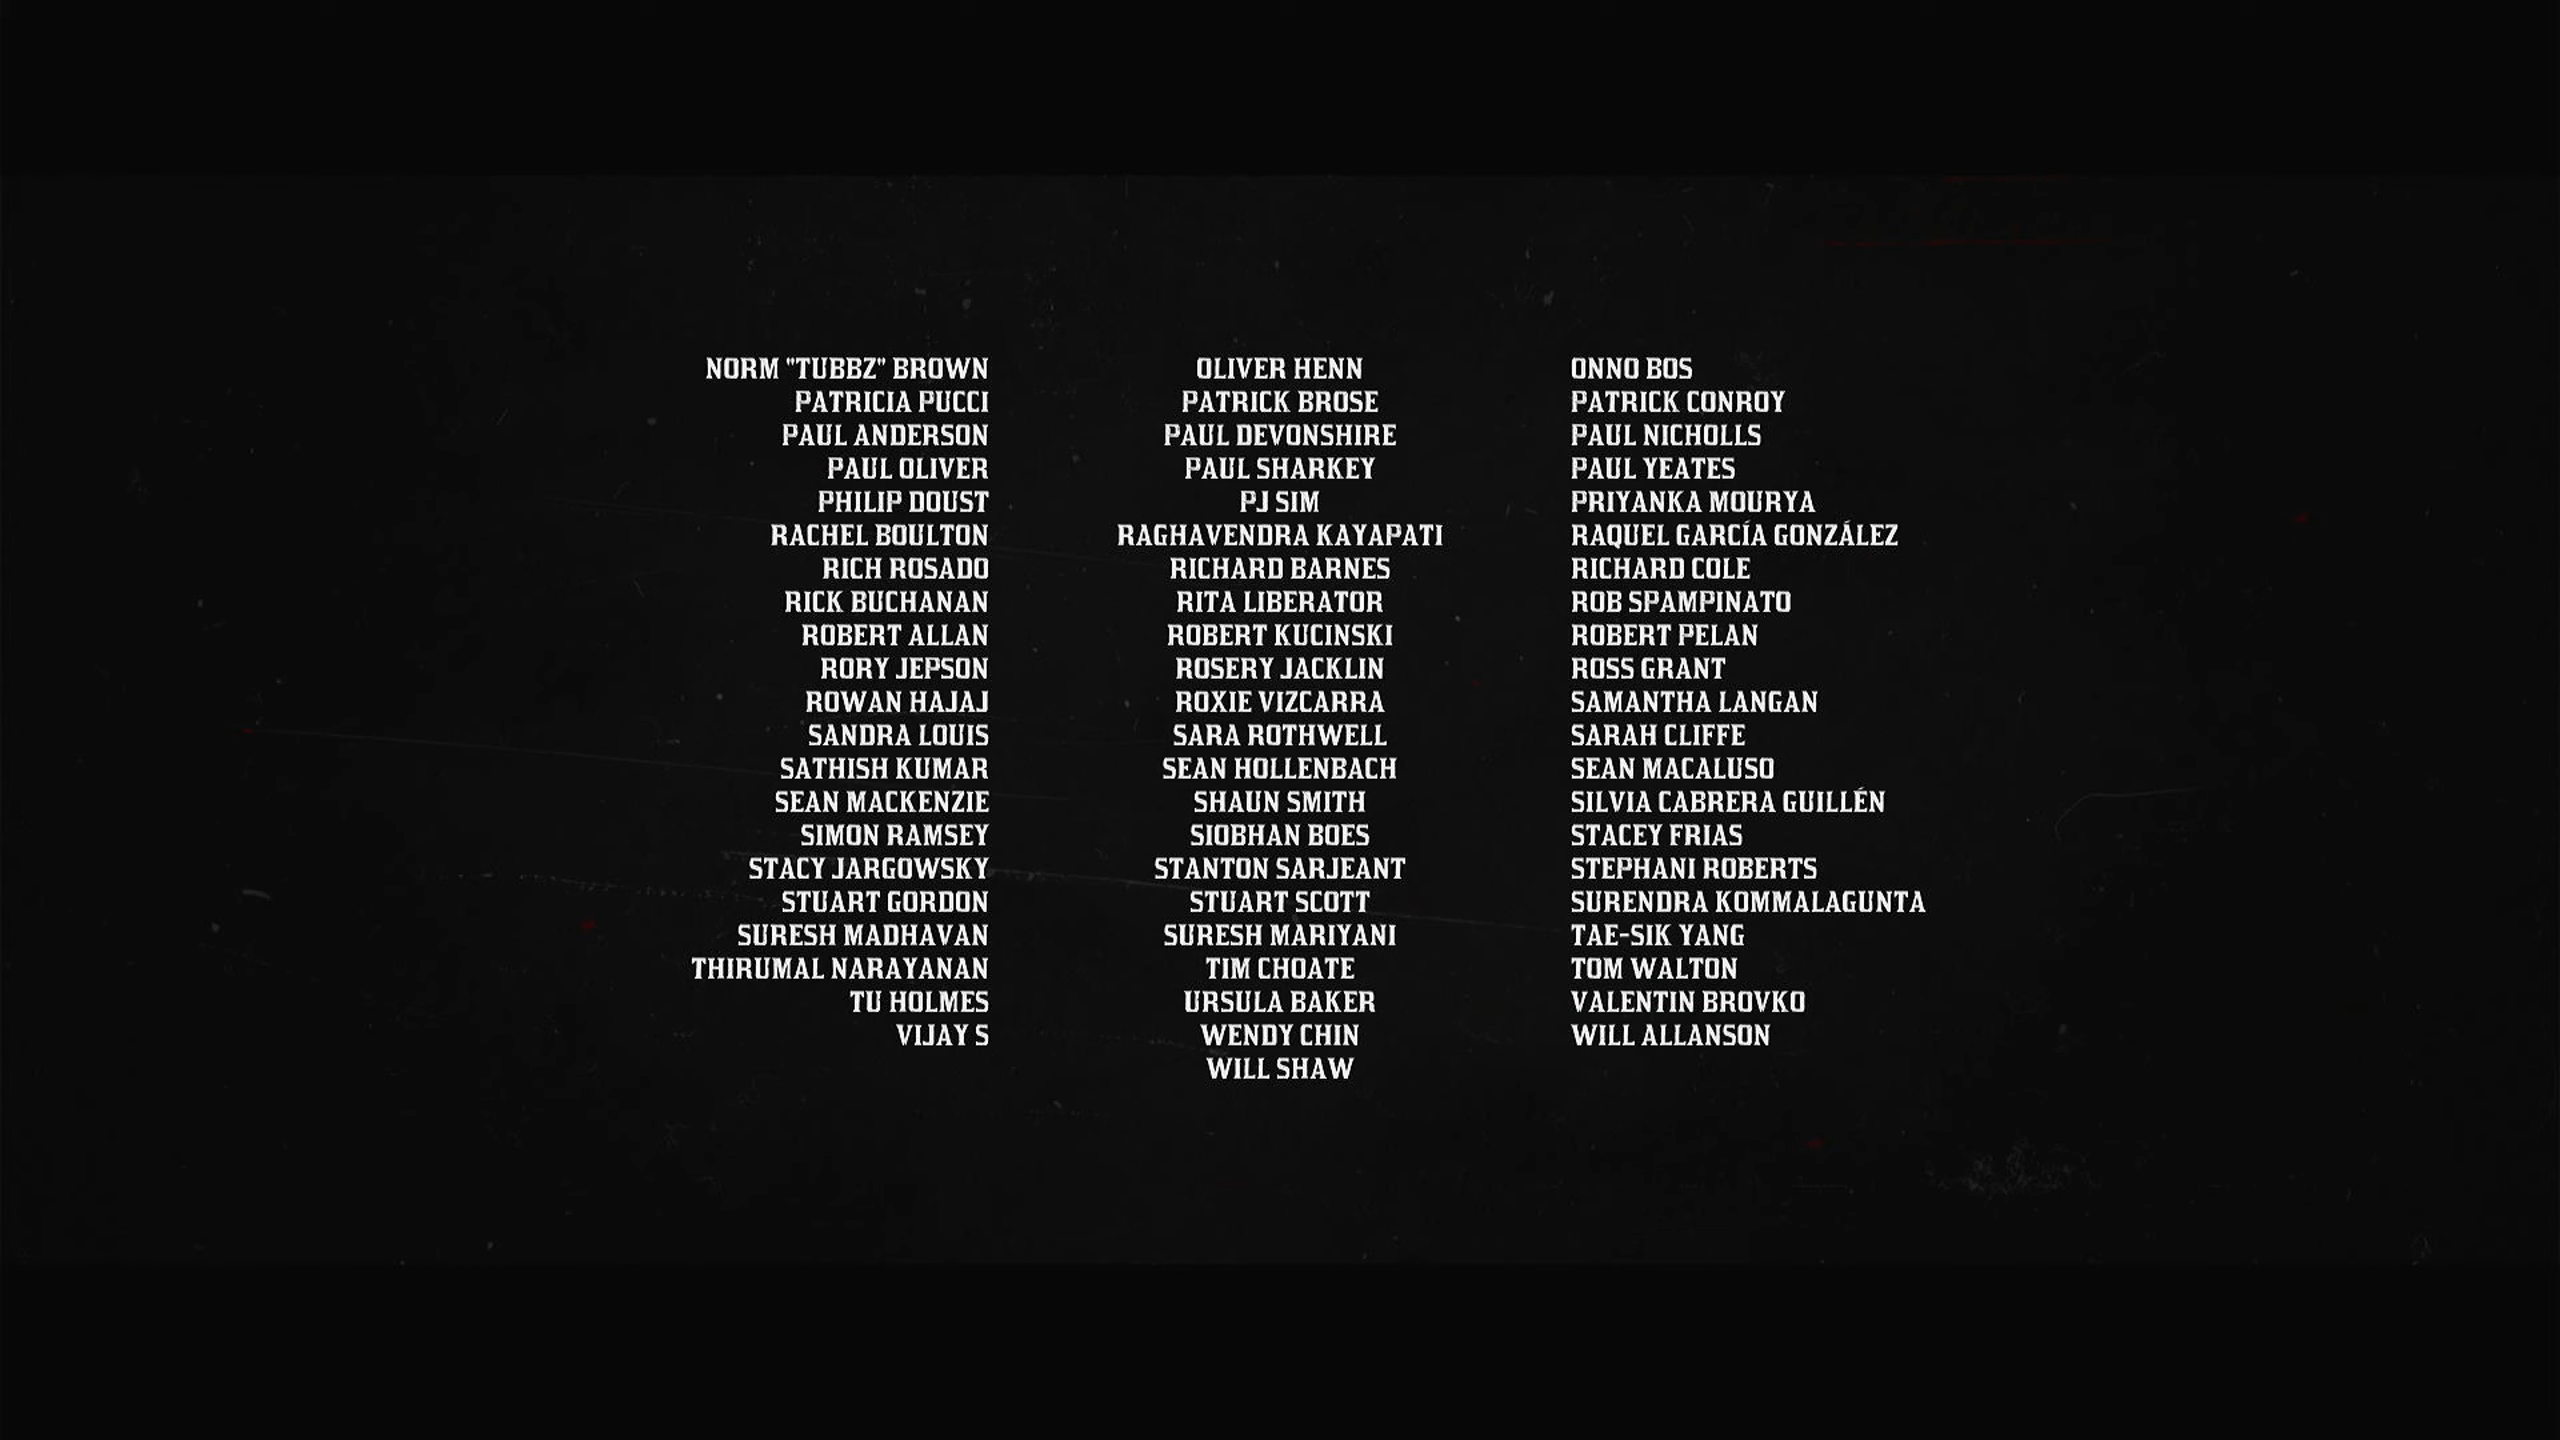 NORM "TUBBZ" BROWN OLIVER HENN ONNO BOS
PATRICIA PUCCI PATRICK BROSE PATRICK CONROY
PAUL ANDERSON PAUL DEVONSHIRE PAUL NICHOLLS
PAUL OLIVER PAUL SHARKEY PAUL YEATES
PHILIP DOUST PJ SIM PRIYANKA MOURYA
RACHEL BOULTON RAGHAVENDRA KAYAPATI RAQUEL GARCÍA GONZÁLEZ
RICH ROSADO RICHARD BARNES RICHARD COLE
RICK BUCHANAN RITA LIBERATOR ROB SPAMPINATO
ROBERT ALLAN ROBERT KUCINSKI ROBERT PELAN
RORY JEPSON ROSERY JACKLIN ROSS GRANT
ROWAN HAJAJ ROXIE VIZCARRA SAMANTHA LANGAN
SANDRA LOUIS SARA ROTHWELL SARAH CLIFFE
SATHISH KUMAR SEAN HOLLENBACH SEAN MACALUSO
SEAN MACKENZIE SHAUN SMITH SILVIA CABRERA GUILLÉN
SIMON RAMSEY SIOBHAN BOES STACEY FRIAS
STACY JARGOWSKY STANTON SARJEANT STEPHANI ROBERTS
STUART GORDON STUART SCOTT SURENDRA KOMMALAGUNTA
SURESH MADHAVAN SURESH MARIYANI TAE-SIK YANG
THIRUMAL NARAYANAN TIM CHOATE TOM WALTON
TU HOLMES URSULA BAKER VALENTIN BROVKO
VIJAY S WENDY CHIN WILL ALLANSON
WILL SHAW